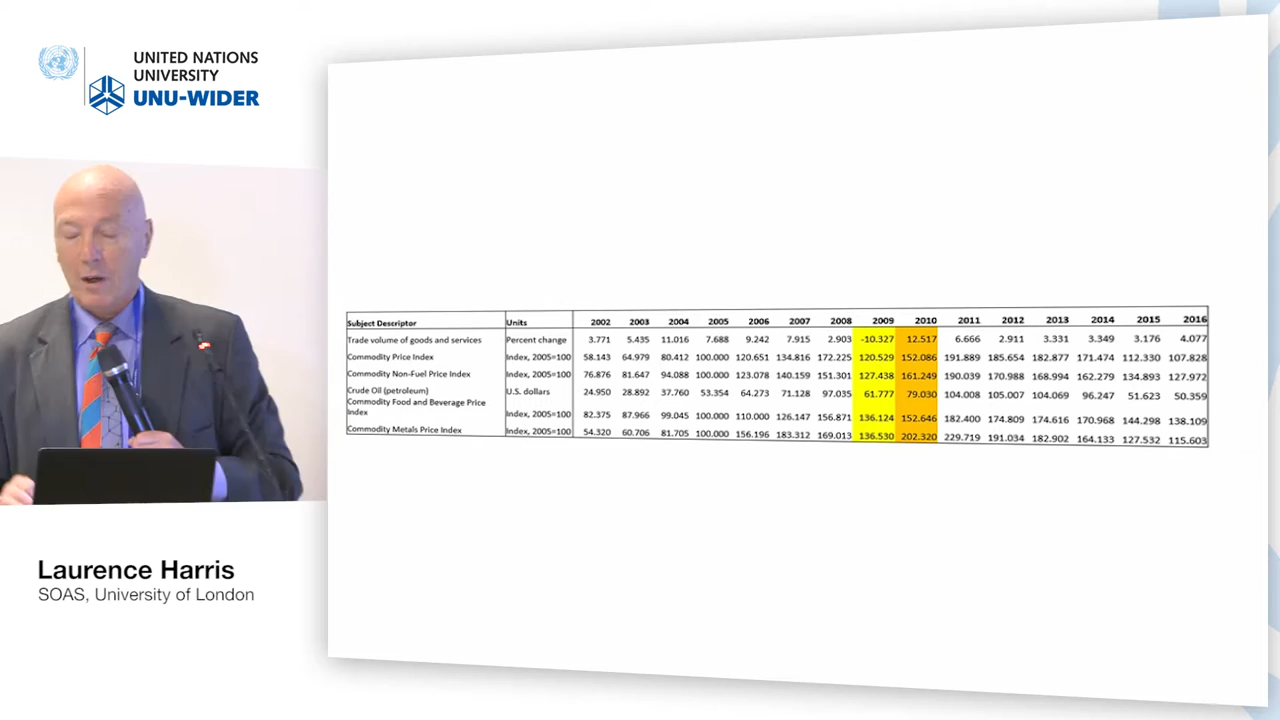 UNITED NATIONS
UNIVERSITY
UNU-WIDER
Subject Descriptor Units 2002 2003 2004 2005 2006 2007 2008 2009 2010 2011 2012 2013 2014 2015 2016
Trade volume of goods and services Percent change 3.771 5.435 11.016 7.688 9.242 7.915 2.903 -10.327 12.517 6.666 2.911 3.331 3.349 3.176 4.077
Commodity Price Index Index, 2005=100 58.143 64.979 80.412 100.000 120.651 134.816 172.225 120.529 152.086 191.889 185.654 182.877 171.474 112.330 107.828
Commodity Non-Fuel Price Index Index, 2005=100 76.876 81.647 94.088 100.000 123.078 140.159 151.301 127.438 161.249 190.039 170.988 168.994 162.279 134.893 127.972
Crude Oil (petroleum) U.S. dollars 24.950 28.892 37.760 53.354 64.273 71.128 97.035 61.777 79.030 104.008 105.007 104.069 96.247 51.623 50.359
Commodity Food and Beverage Price
Index Index, 2005=100 82.375 87.966 99.045 100.000 110.000 126.147 156.871 136.124 152.646 182.400 174.809 174.616 170.968 144.298 138.109
Commodity Metals Price Index Index, 2005=100 54.320 60.706 81.705 100.000 156.196 183.312 169.013 136.530 202.320 229.719 191.034 182.902 164.133 127.532 115.603
Laurence Harris
SOAS, University of London